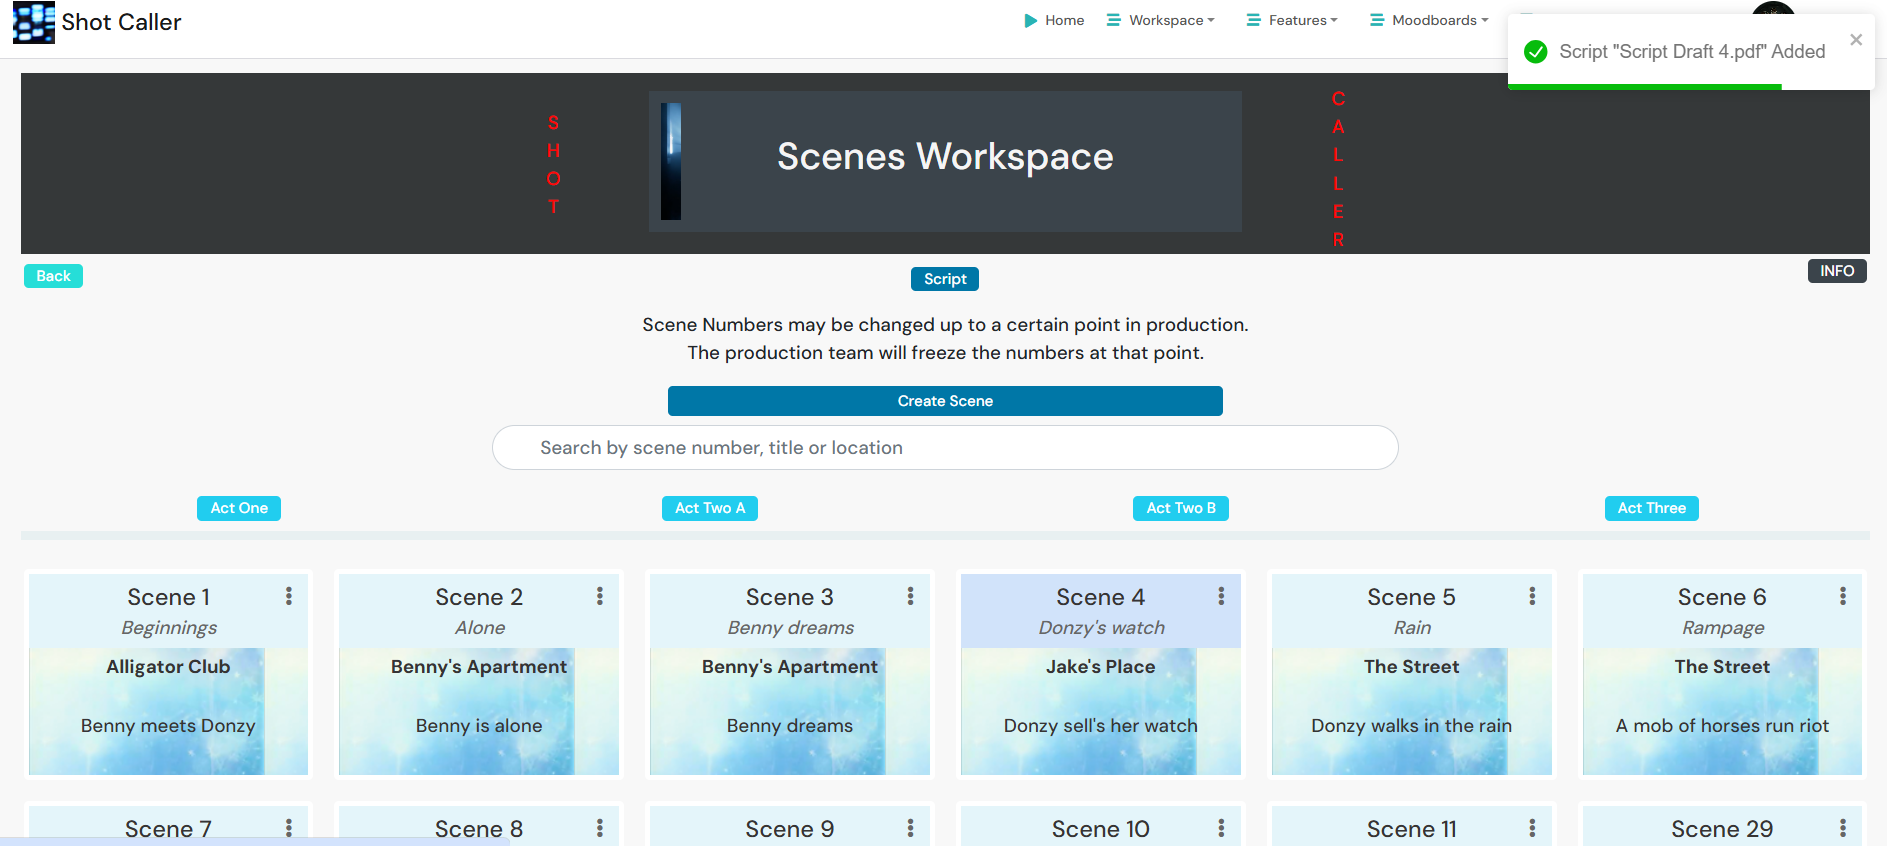 Shot Caller
Home
Workspace
Features
Moodboards
Script "Script Draft 4.pdf" Added
SHOT
Scenes Workspace
CALLER
Back
Script
INFO
Scene Numbers may be changed up to a certain point in production.
The production team will freeze the numbers at that point.
Create Scene
Search by scene number, title or location
Act One
Act Two A
Act Two B
Act Three
Scene 1
Beginnings
Alligator Club
Benny meets Donzy
Scene 2
Alone
Benny's Apartment
Benny is alone
Scene 3
Benny dreams
Benny's Apartment
Benny dreams
Scene 4
Donzy's watch
Jake's Place
Donzy sell's her watch
Scene 5
Rain
The Street
Donzy walks in the rain
Scene 6
Rampage
The Street
A mob of horses run riot
Scene 7
Scene 8
Scene 9
Scene 10
Scene 11
Scene 29